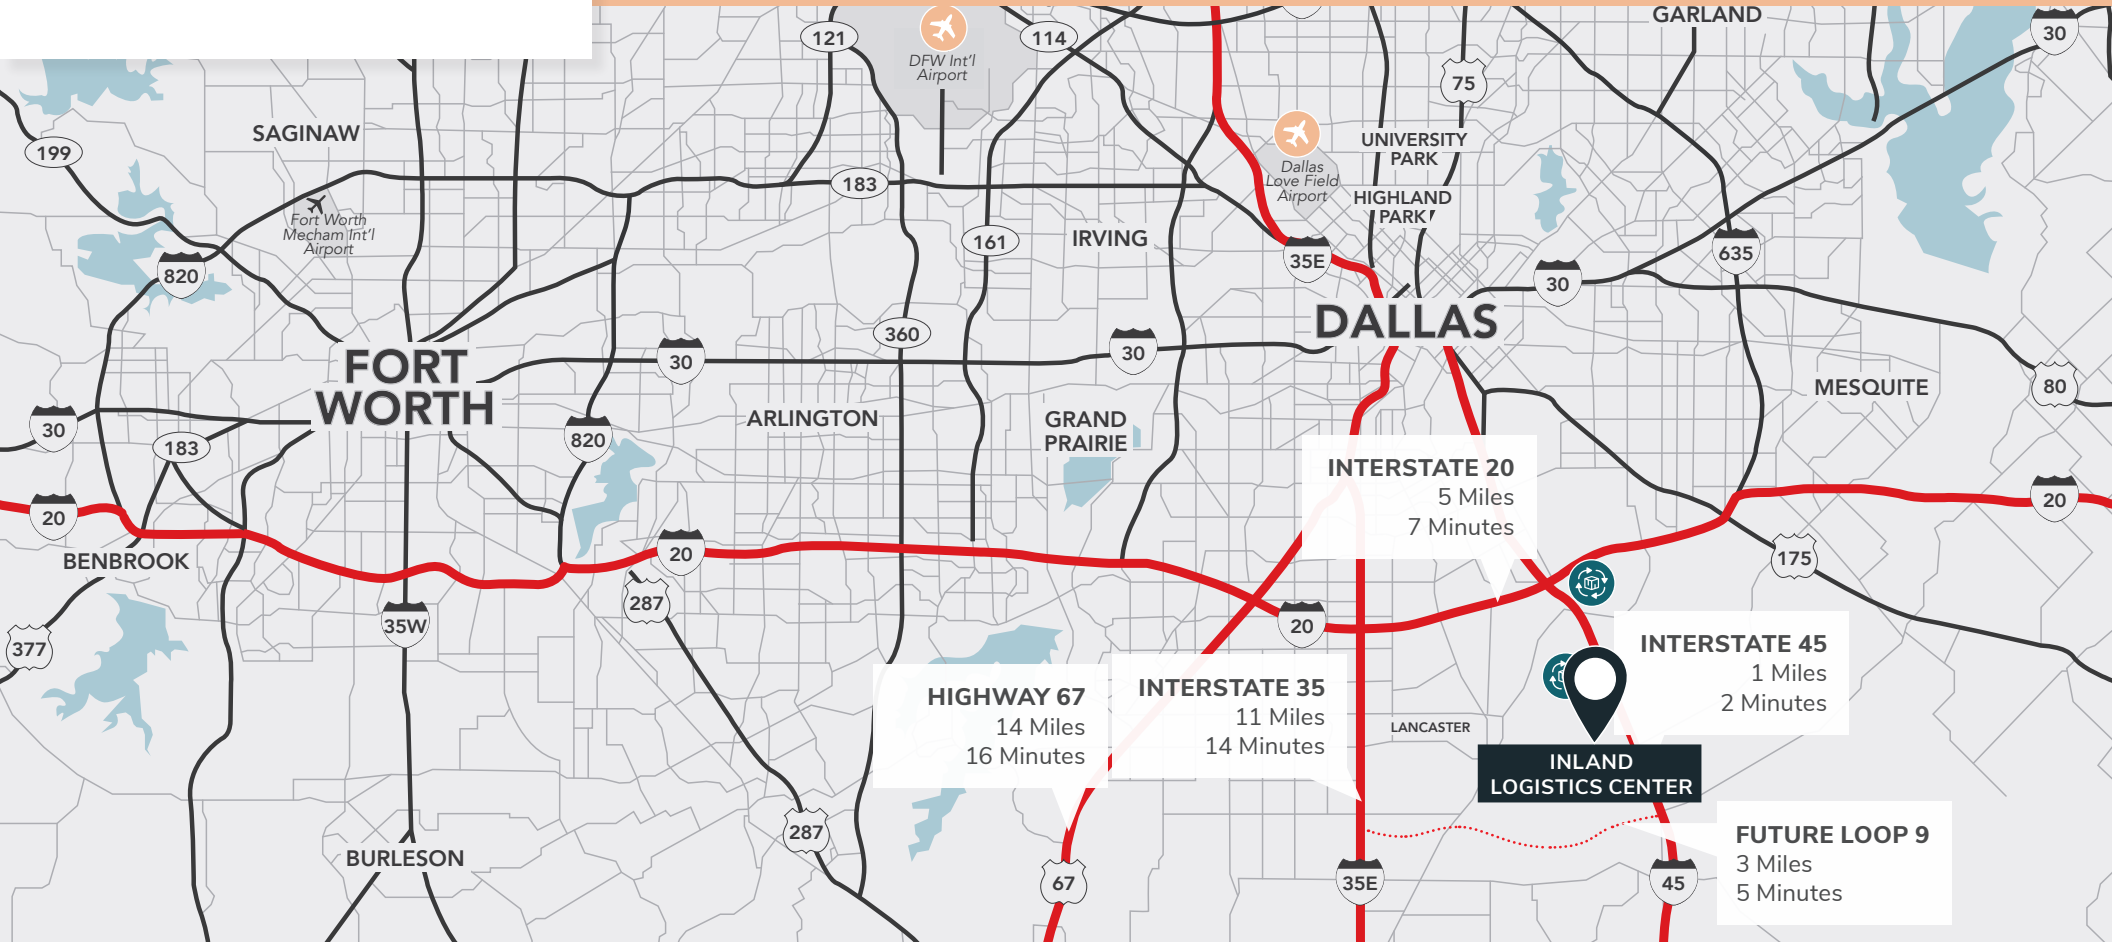 GARLAND
30
121
114
DFW Int'l
Airport
75
SAGINAW
199
UNIVERSITY
PARK
Dallas
Love Field
Airport
183
HIGHLAND
PARK
Fort Worth
Mecham Int'l
Airport
161
IRVING
35E
635
820
30
DALLAS
360
30
30
FORT
WORTH
MESQUITE
80
ARLINGTON
GRAND
PRAIRIE
30
183
820
INTERSTATE 20
5 Miles
7 Minutes
20
20
BENBROOK
20
175
287
35W
20
377
INTERSTATE 45
1 Miles
2 Minutes
HIGHWAY 67
14 Miles
16 Minutes
INTERSTATE 35
11 Miles
14 Minutes
LANCASTER
INLAND
LOGISTICS CENTER
287
BURLESON
FUTURE LOOP 9
3 Miles
5 Minutes
67
35E
45